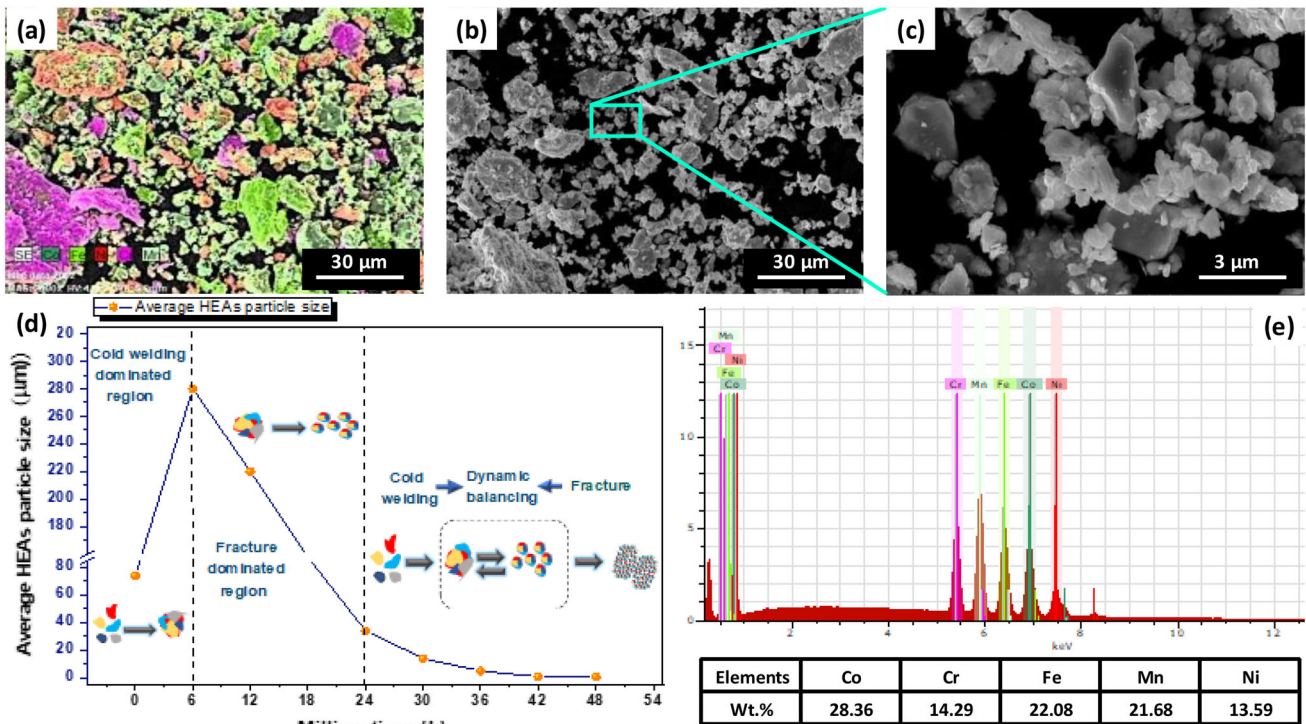 (a)
SE Co Fe Ni Cr Mn
30 μm
(b)
30 μm
(c)
3 μm
(d)
Average HEAs particle size
Average HEAs particle size (μm)
20
300
280
260
240
220
200
180
80
60
40
20
0
Cold welding
dominated
region
Fracture
dominated
region
Cold
welding
Dynamic
balancing
Fracture
0 6 12 18 24 30 36 42 48 54
(e)
15
10
5
0
Mn
Cr
Ni
Fe
Co
Cr Mn Fe Co Ni
2 4 6 8 10 12
keV
Elements Co Cr Fe Mn Ni
Wt.% 28.36 14.29 22.08 21.68 13.59